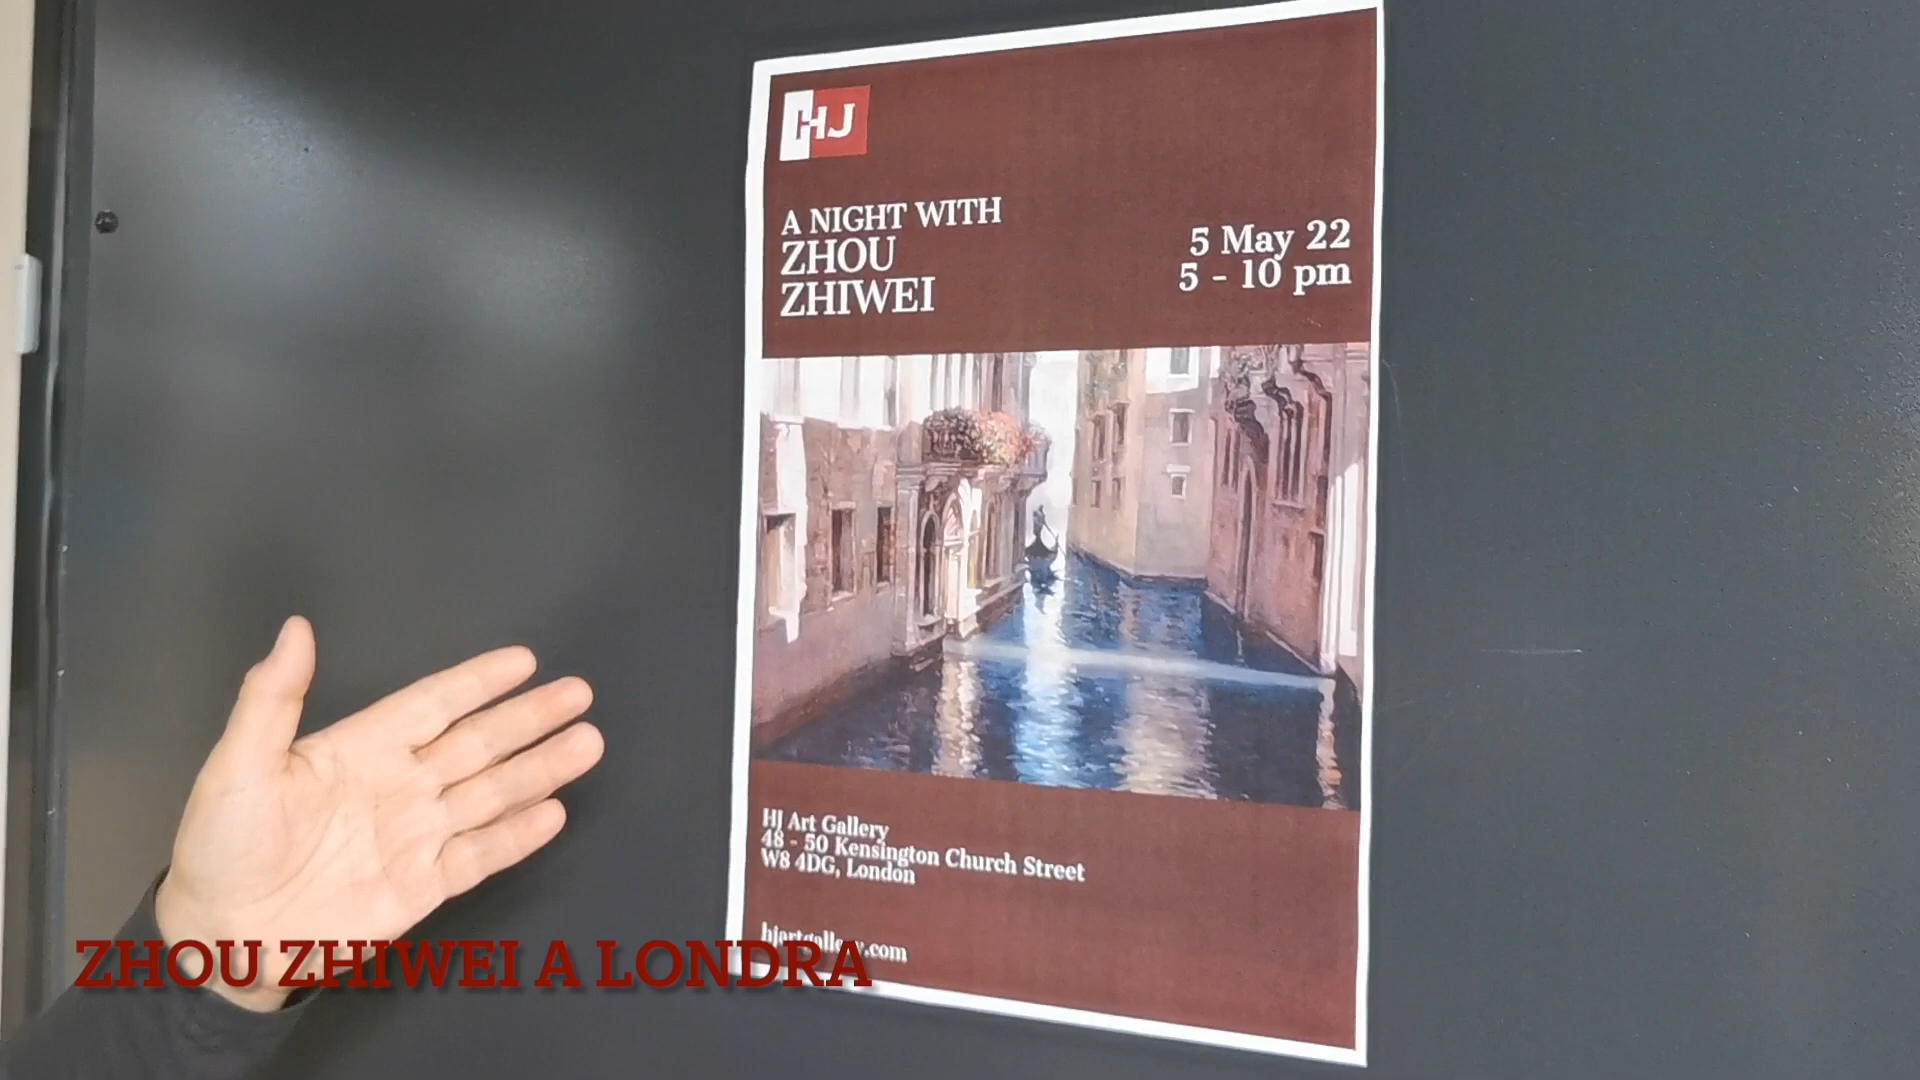 HJ
A NIGHT WITH
ZHOU
ZHIWEI
5 May 22
5 - 10 pm
HJ Art Gallery
48 - 50 Kensington Church Street
W8 4DG, London
hjartgallery.com
ZHOU ZHIWEI A LONDRA